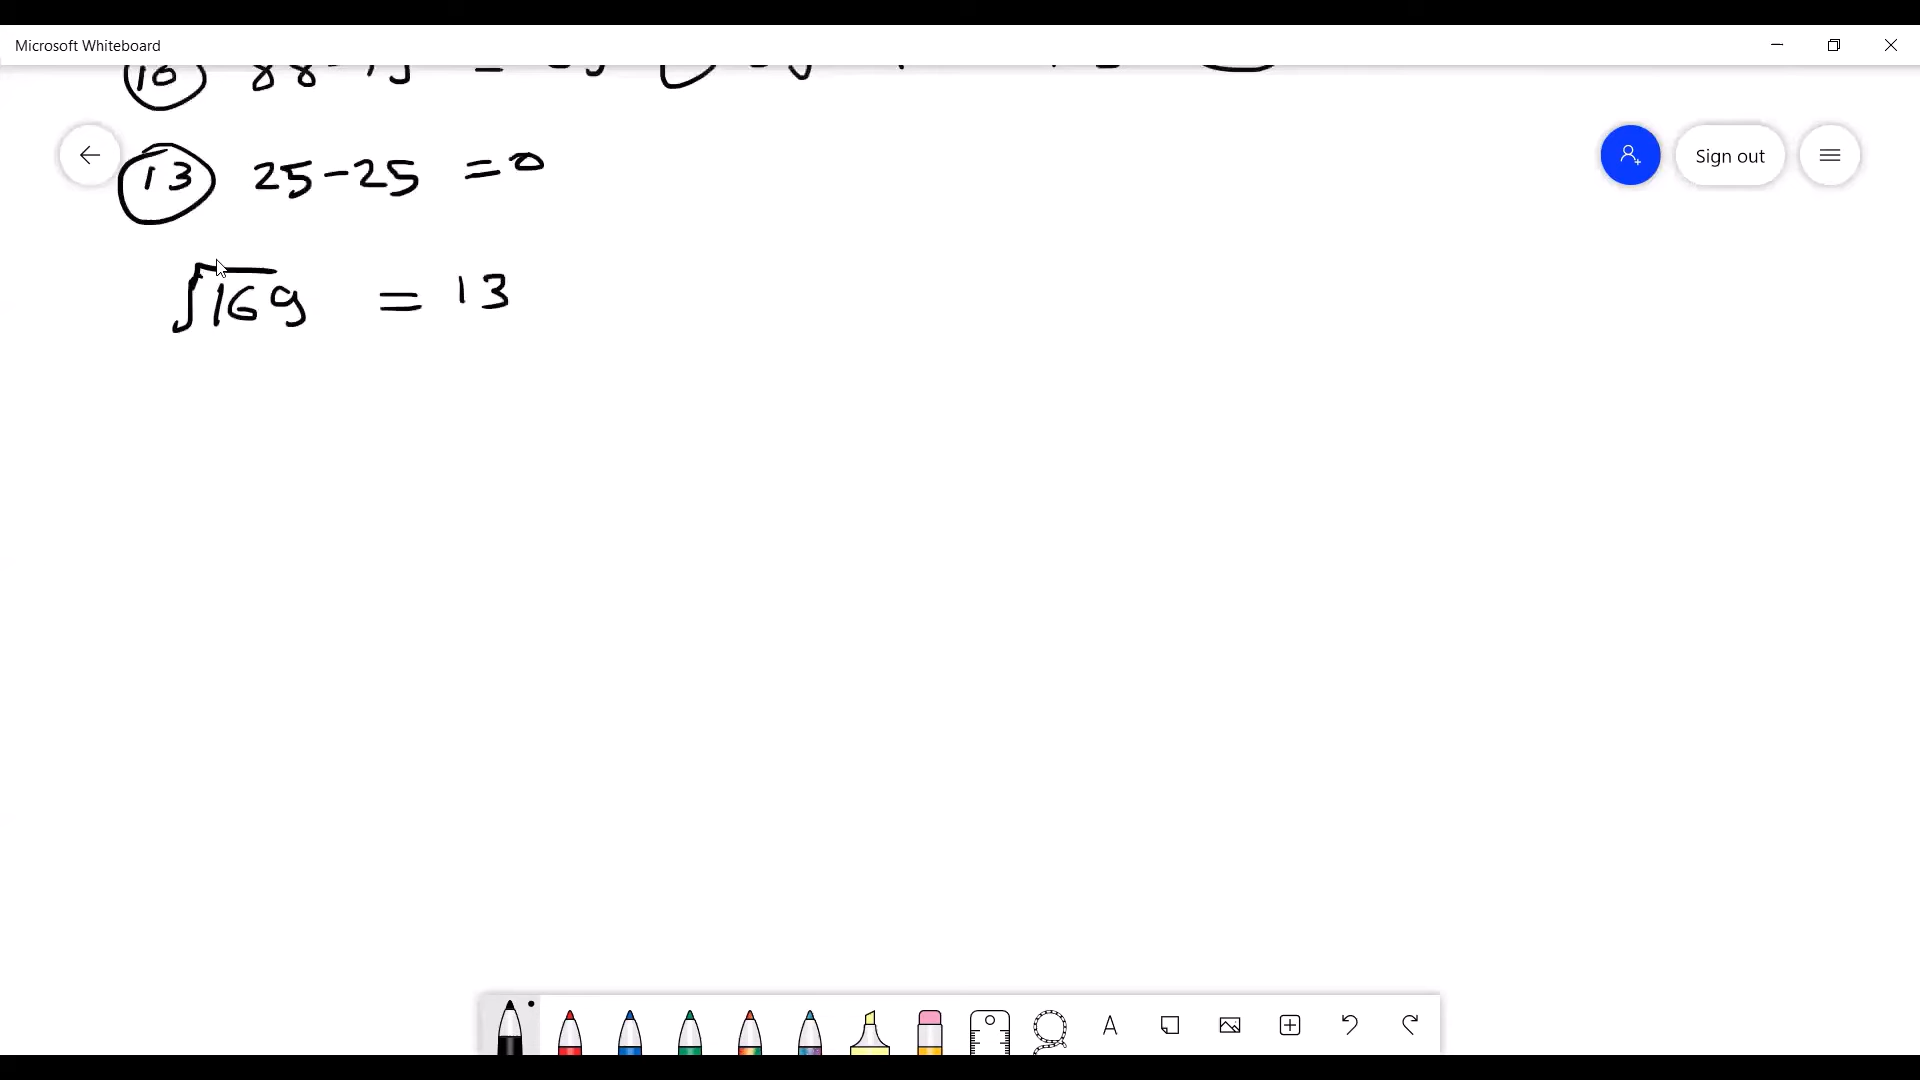 Microsoft Whiteboard
Sign out
13 25-25 =0
√169 = 13
A